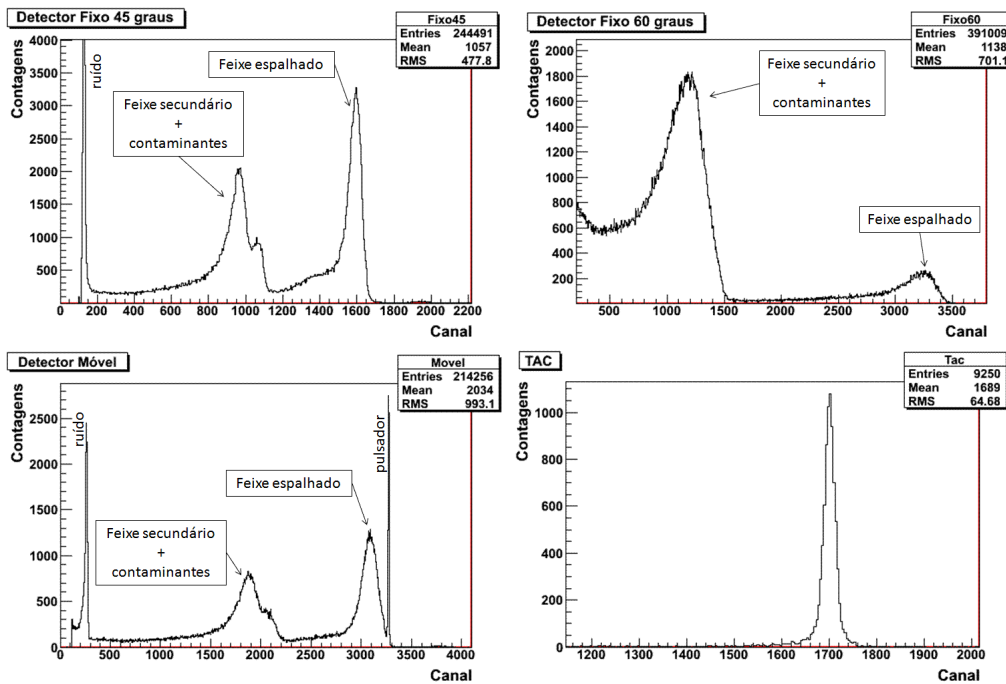 Detector Fixo 45 graus
Fixo45
Entries 244491
Mean 1057
RMS 477.8
Contagens
4000
3500
3000
2500
2000
1500
1000
500
0
ruído
Feixe espalhado
Feixe secundário
+
contaminantes
0 200 400 600 800 1000 1200 1400 1600 1800 2000 2200
Canal
Detector Fixo 60 graus
Fixo60
Entries 391009
Mean 1138
RMS 701.1
Contagens
2000
1800
1600
1400
1200
1000
800
600
400
200
0
Feixe secundário
+
contaminantes
Feixe espalhado
500 1000 1500 2000 2500 3000 3500
Canal
Detector Móvel
Movel
Entries 214256
Mean 2034
RMS 993.1
Contagens
2500
2000
1500
1000
500
0
ruído
pulsador
Feixe espalhado
Feixe secundário
+
contaminantes
0 500 1000 1500 2000 2500 3000 3500 4000
Canal
TAC
Tac
Entries 9250
Mean 1689
RMS 64.68
Contagens
1000
800
600
400
200
0
1200 1300 1400 1500 1600 1700 1800 1900 2000
Canal